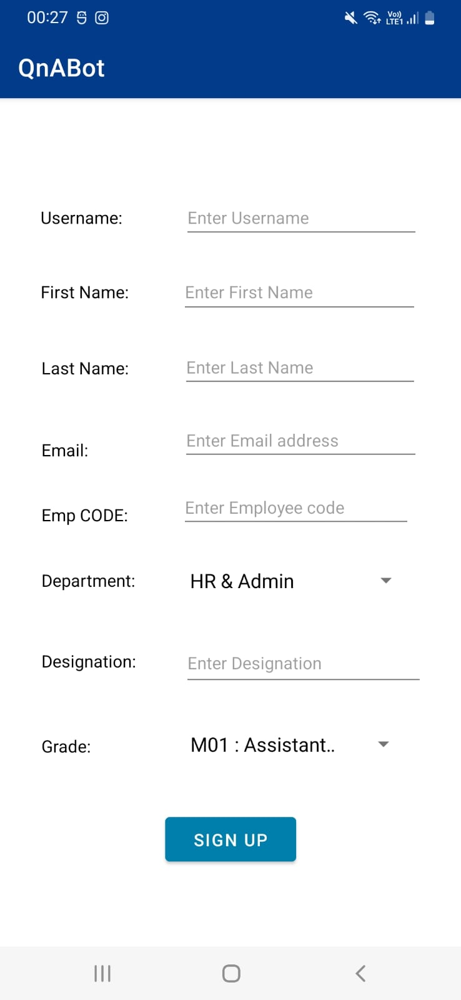 00:27
Vo)) LTE1
QnABot
Username: Enter Username
First Name: Enter First Name
Last Name: Enter Last Name
Email: Enter Email address
Emp CODE: Enter Employee code
Department: HR & Admin
Designation: Enter Designation
Grade: M01 : Assistant..
SIGN UP